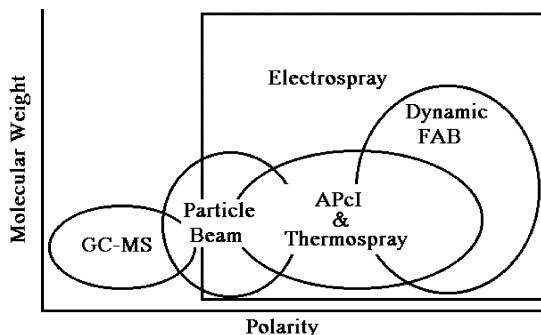 Molecular Weight
Electrospray
Dynamic
FAB
APcI
&
Thermospray
Particle
Beam
GC-MS
Polarity